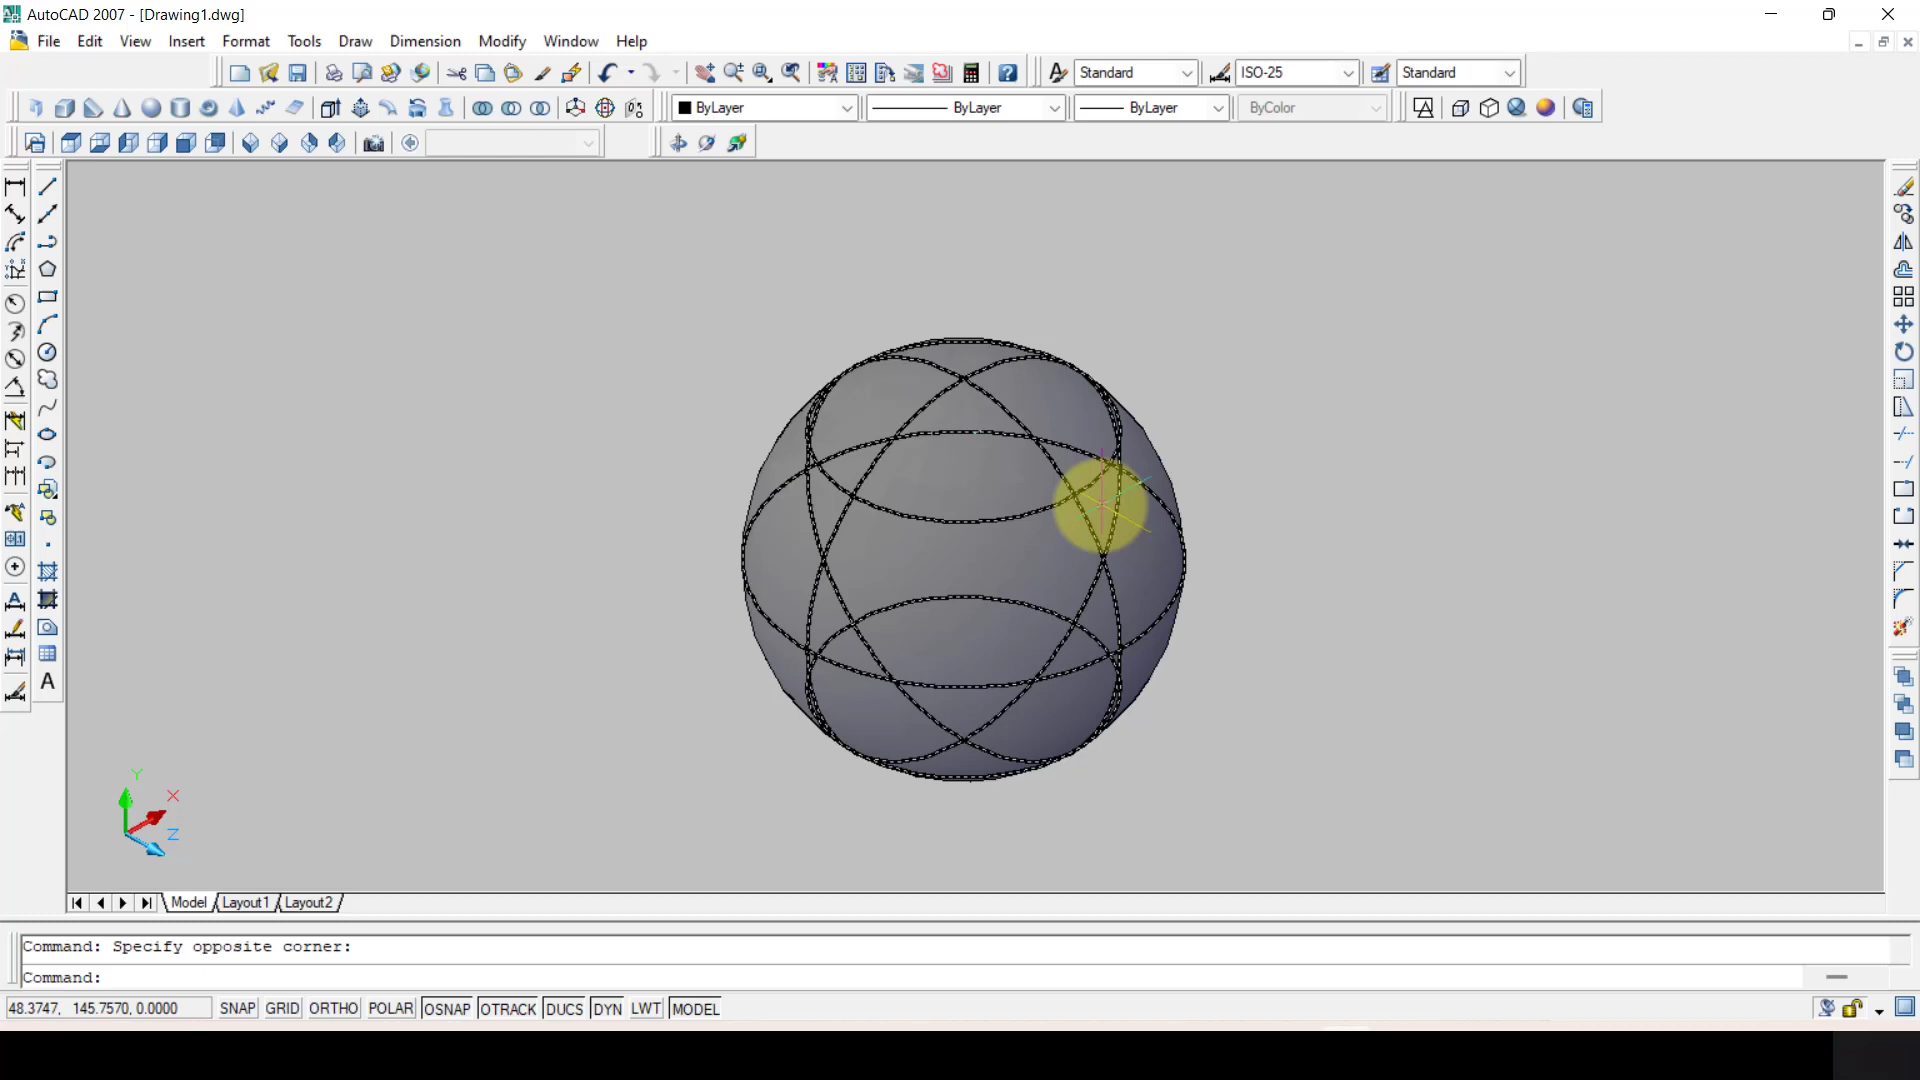 AutoCAD 2007 - [Drawing1.dwg]
File Edit View Insert Format Tools Draw Dimension Modify Window Help
Standard ISO-25 Standard
ByLayer ByLayer ByLayer ByColor
A
A
Y
X
Z
Model Layout1 Layout2
Command: Specify opposite corner:
Command:
48.3747, 145.7570, 0.0000 SNAP GRID ORTHO POLAR OSNAP OTRACK DUCS DYN LWT MODEL